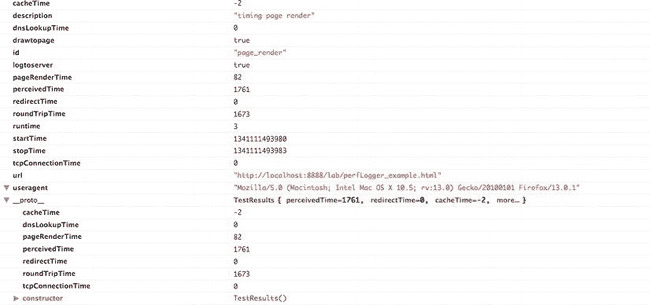 cacheTime -2
description "timing page render"
dnsLookupTime 0
drawtopage true
id "page_render"
logtoserver true
pageRenderTime 82
perceivedTime 1761
redirectTime 0
roundTripTime 1673
runtime 3
startTime 1341111493980
stopTime 1341111493983
tcpConnectionTime 0
url "http://localhost:8888/lab/perfLogger_example.html"
useragent "Mozilla/5.0 (Macintosh; Intel Mac OS X 10.5; rv:13.0) Gecko/20100101 Firefox/13.0.1"
__proto__ TestResults { perceivedTime=1761, redirectTime=0, cacheTime=-2, more... }
cacheTime -2
dnsLookupTime 0
pageRenderTime 82
perceivedTime 1761
redirectTime 0
roundTripTime 1673
tcpConnectionTime 0
constructor TestResults()